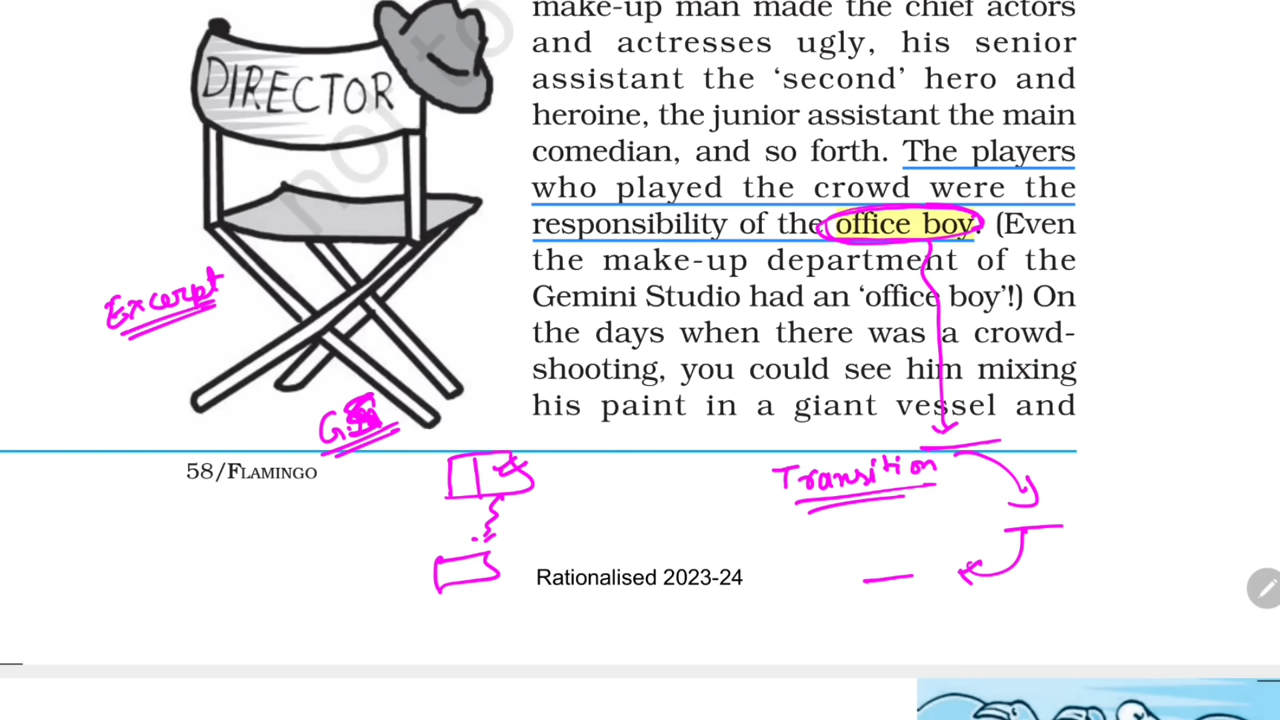 DIRECTOR
make-up man made the chief actors
and actresses ugly, his senior
assistant the ‘second’ hero and
heroine, the junior assistant the main
comedian, and so forth. The players
who played the crowd were the
responsibility of the office boy. (Even
the make-up department of the
Gemini Studio had an ‘office boy’!) On
the days when there was a crowd-
shooting, you could see him mixing
his paint in a giant vessel and
Excerpt
58/FLAMINGO
Transition
Rationalised 2023-24